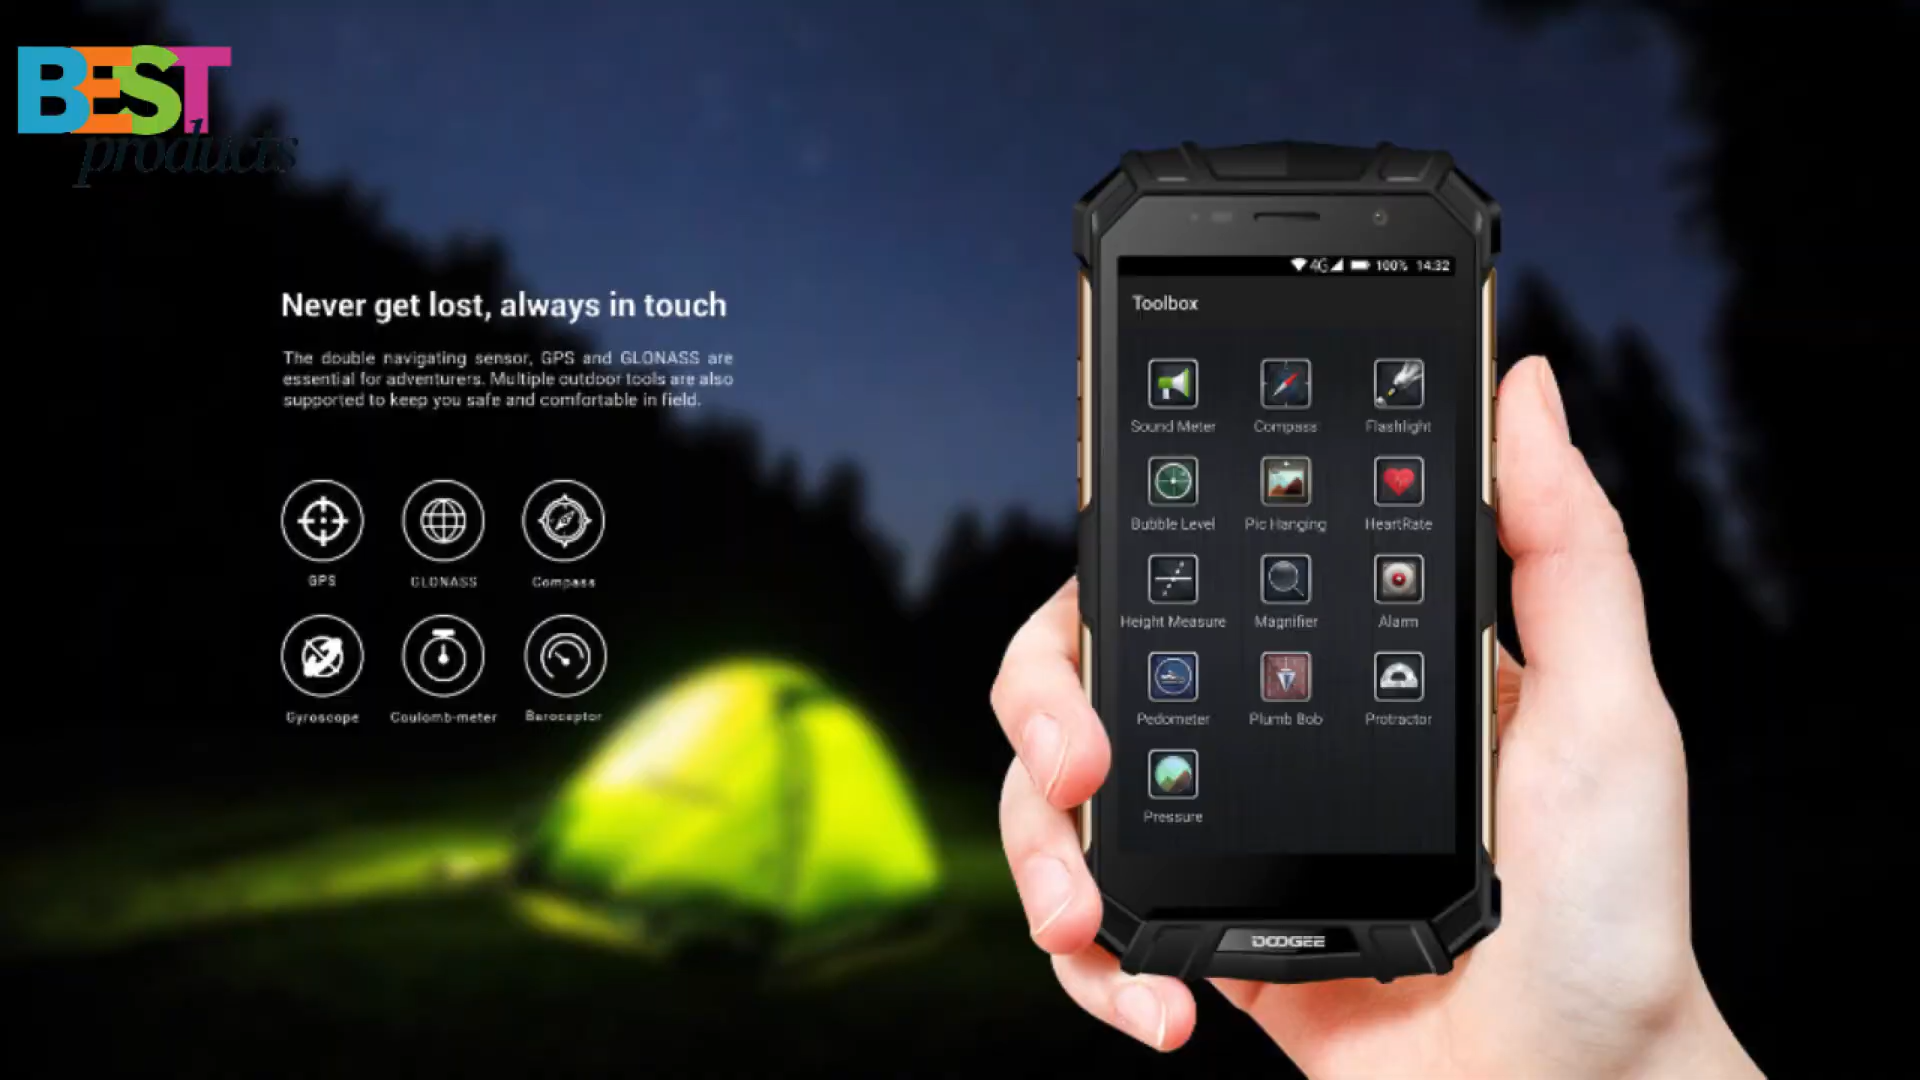 BEST
products
Never get lost, always in touch
The double navigating sensor, GPS and GLONASS are
essential for adventurers. Multiple outdoor tools are also
supported to keep you safe and comfortable in field.
GPS GLONASS Compass
Gyroscope Coulomb-meter Baroceptor
4G 100% 14:32
Toolbox
Sound Meter Compass Flashlight
Bubble Level Pic Hanging HeartRate
Height Measure Magnifier Alarm
Pedometer Plumb Bob Protractor
Pressure
DOOGEE